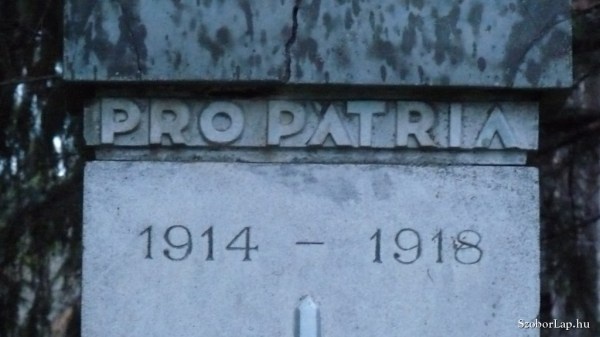 PRO PATRIA
1914 – 1918
SzoborLap.hu